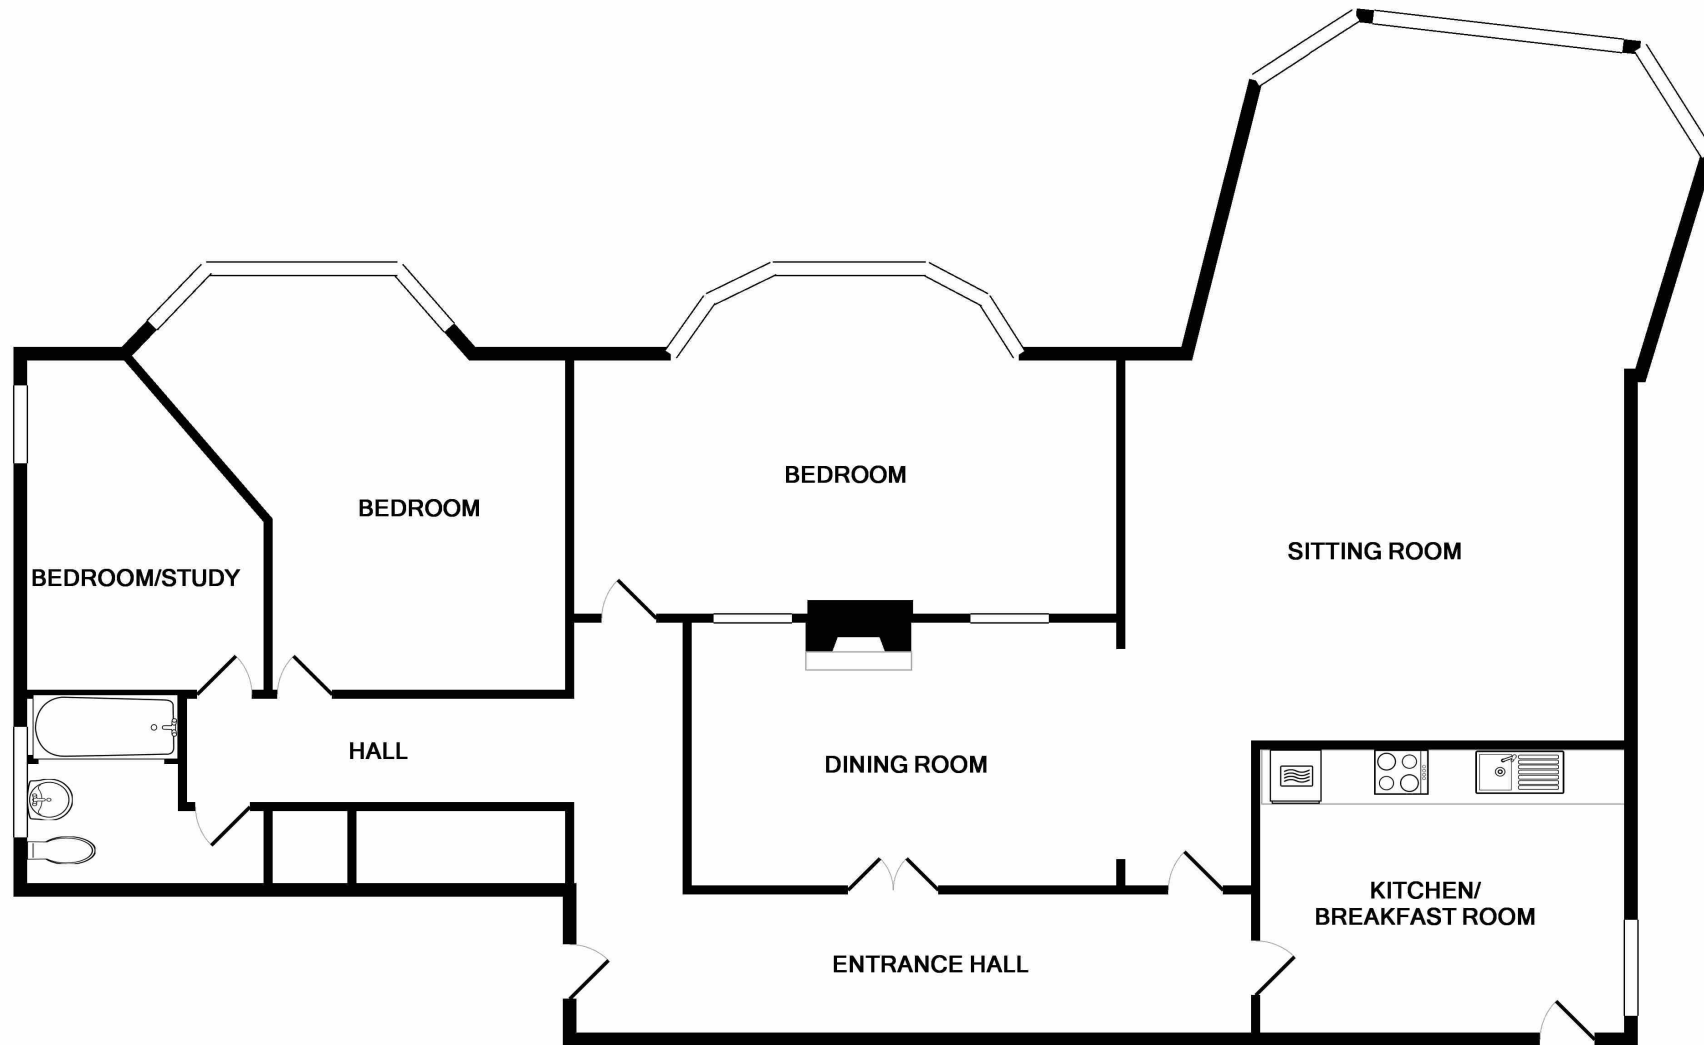 BEDROOM
BEDROOM
SITTING ROOM
BEDROOM/STUDY
HALL
DINING ROOM
KITCHEN/
BREAKFAST ROOM
ENTRANCE HALL